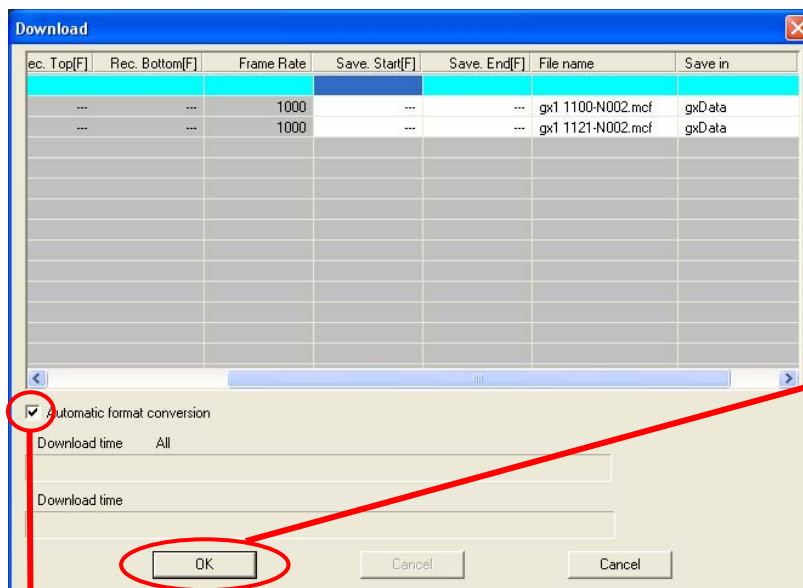 Download
ec. Top[F] Rec. Bottom[F] Frame Rate Save. Start[F] Save. End[F] File name Save in
--- --- 1000 --- --- gx1 1100-N002.mcf gxData
--- --- 1000 --- --- gx1 1121-N002.mcf gxData
Automatic format conversion
Download time All
Download time
OK Cancel Cancel